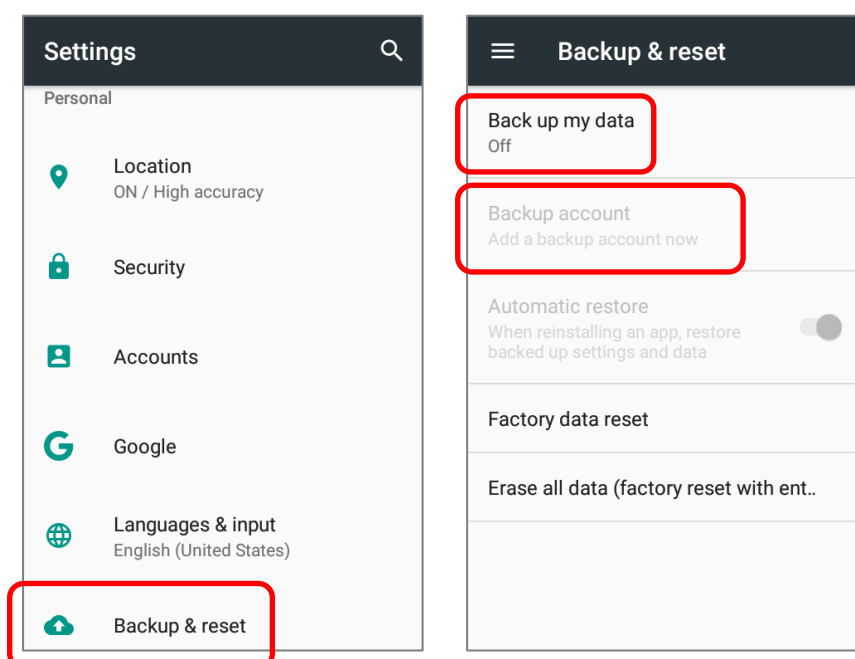 Settings
Personal
Location
ON / High accuracy
Security
Accounts
Google
Languages & input
English (United States)
Backup & reset
Backup & reset
Back up my data
Off
Backup account
Add a backup account now
Automatic restore
When reinstalling an app, restore
backed up settings and data
Factory data reset
Erase all data (factory reset with ent..